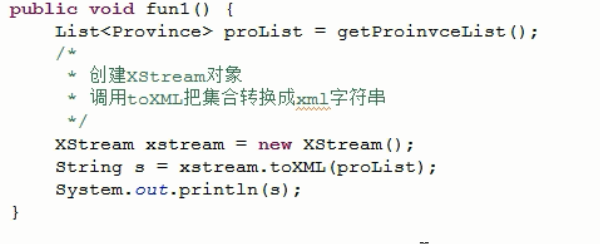 public void fun1() {
List<Province> proList = getProinvceList();
/*
* 创建XStream对象
* 调用toXML把集合转换成xml字符串
*/
XStream xstream = new XStream();
String s = xstream.toXML(proList);
System.out.println(s);
}